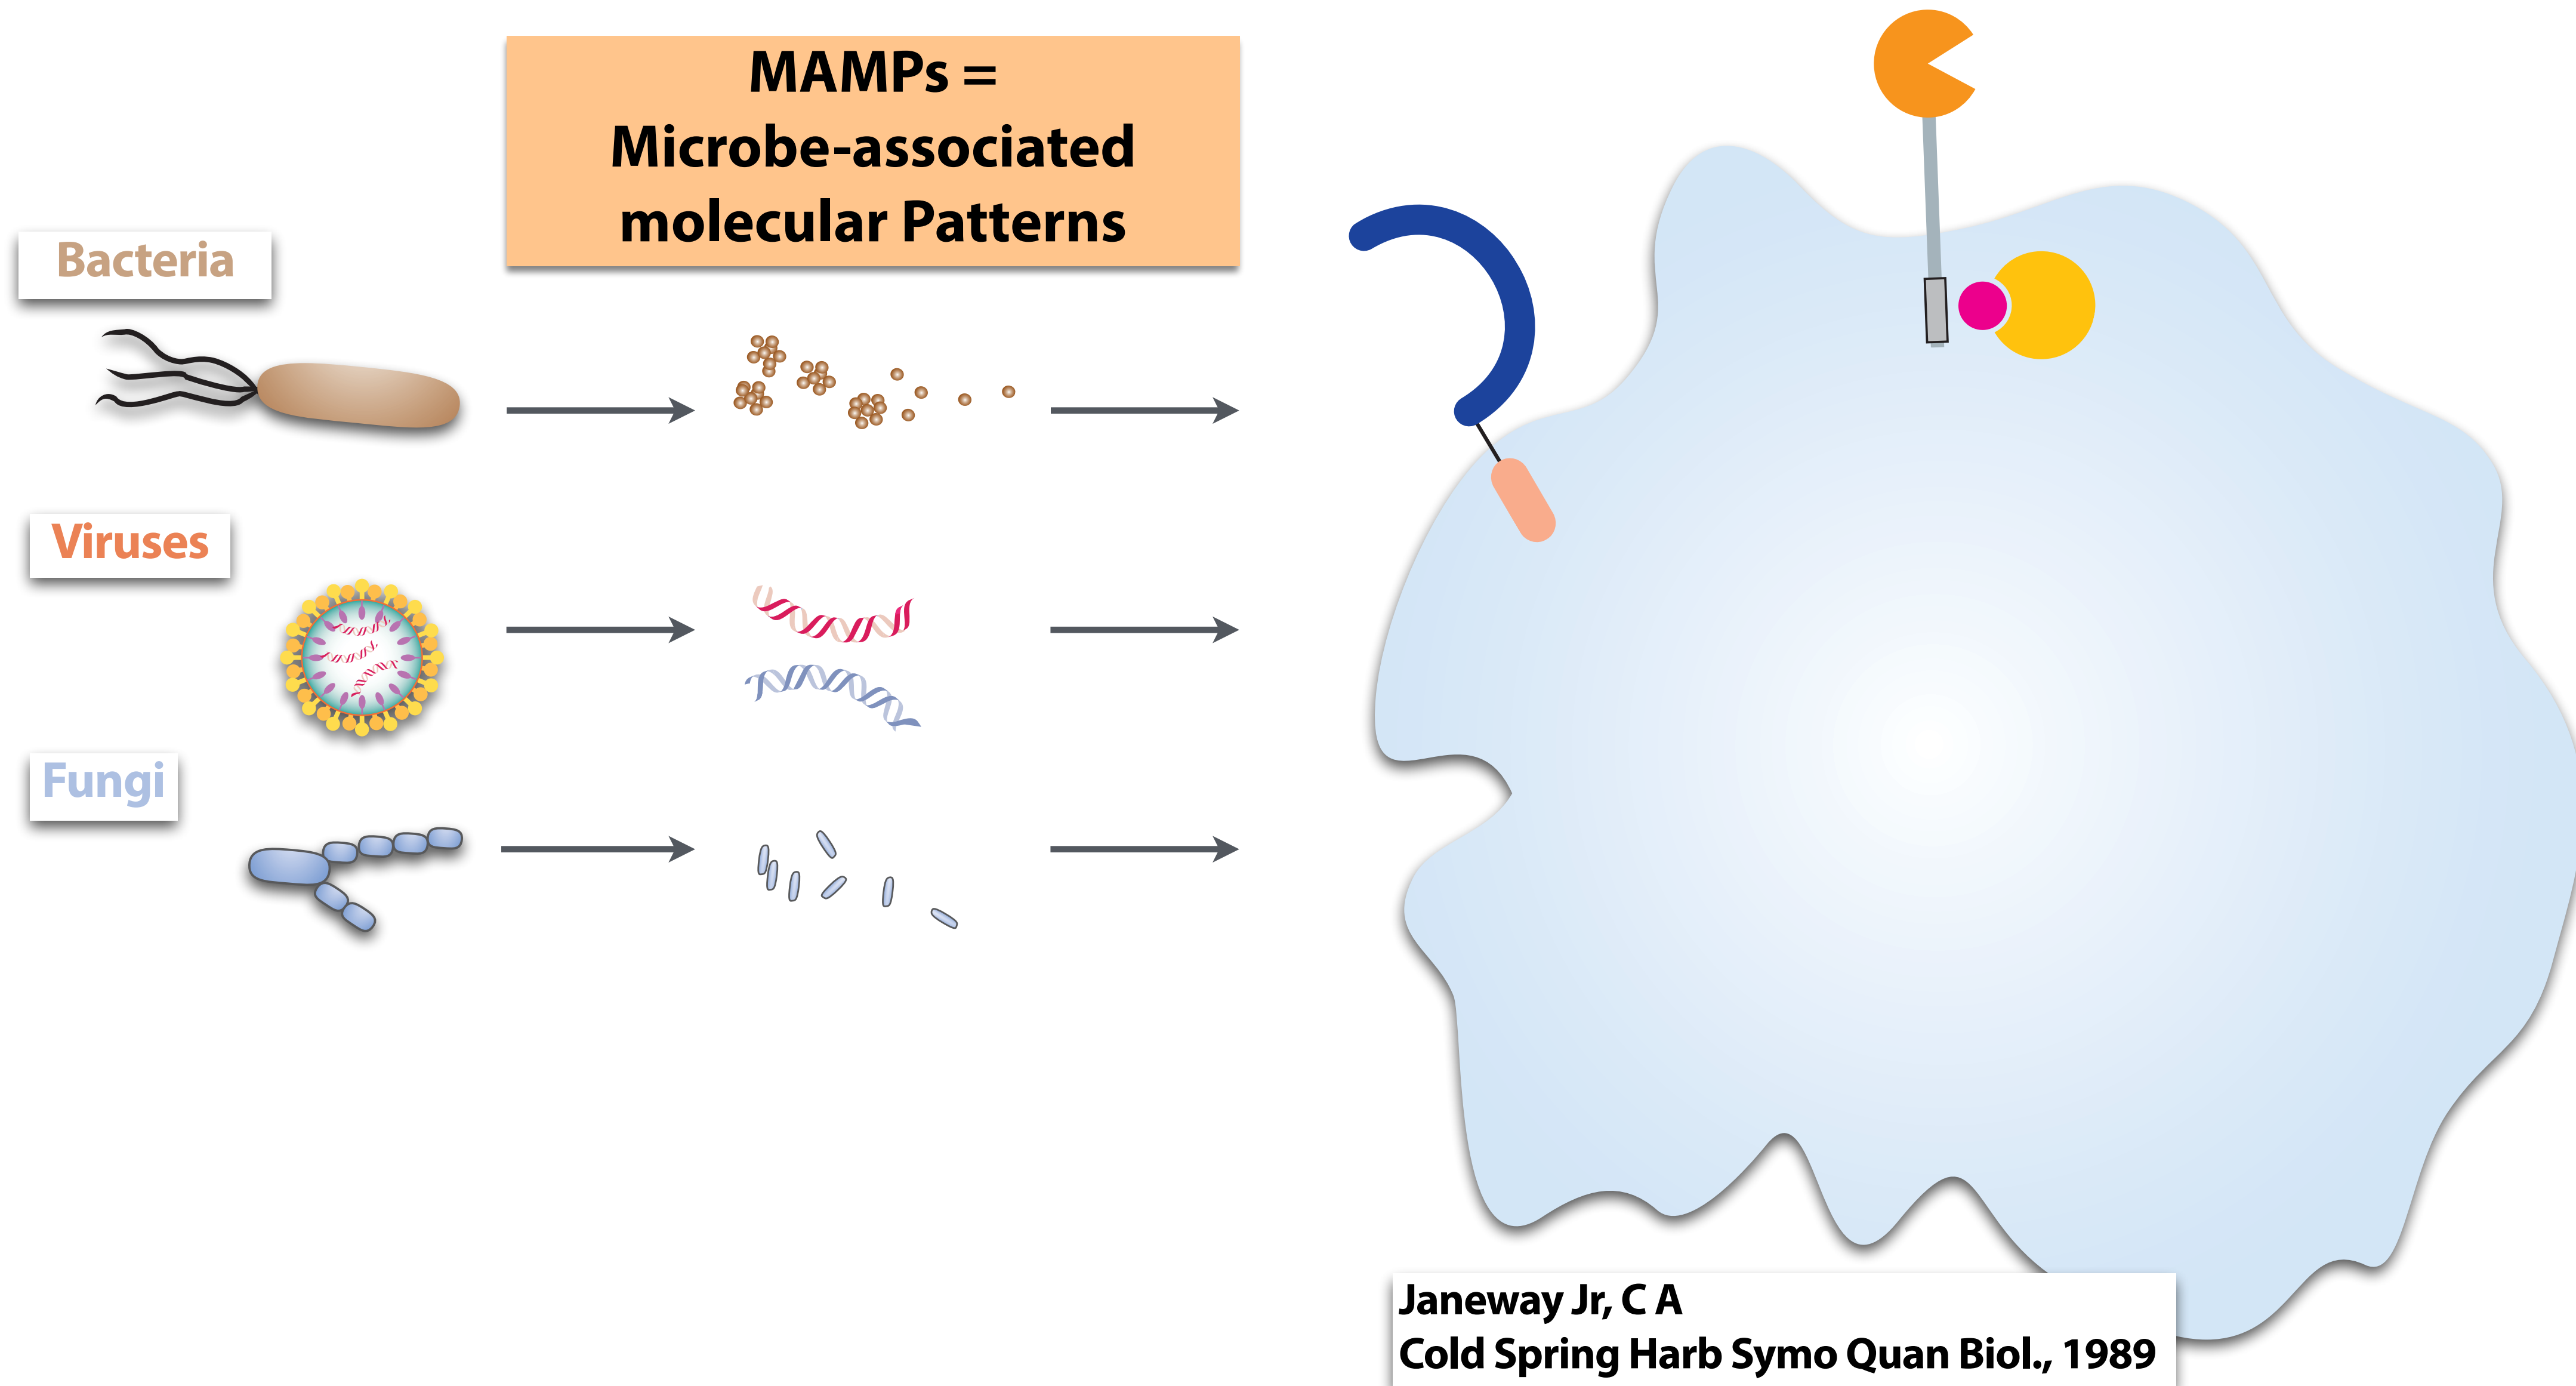 MAMPs =
Microbe-associated
molecular Patterns
Bacteria
Viruses
Fungi
Janeway Jr, C A
Cold Spring Harb Symo Quan Biol., 1989